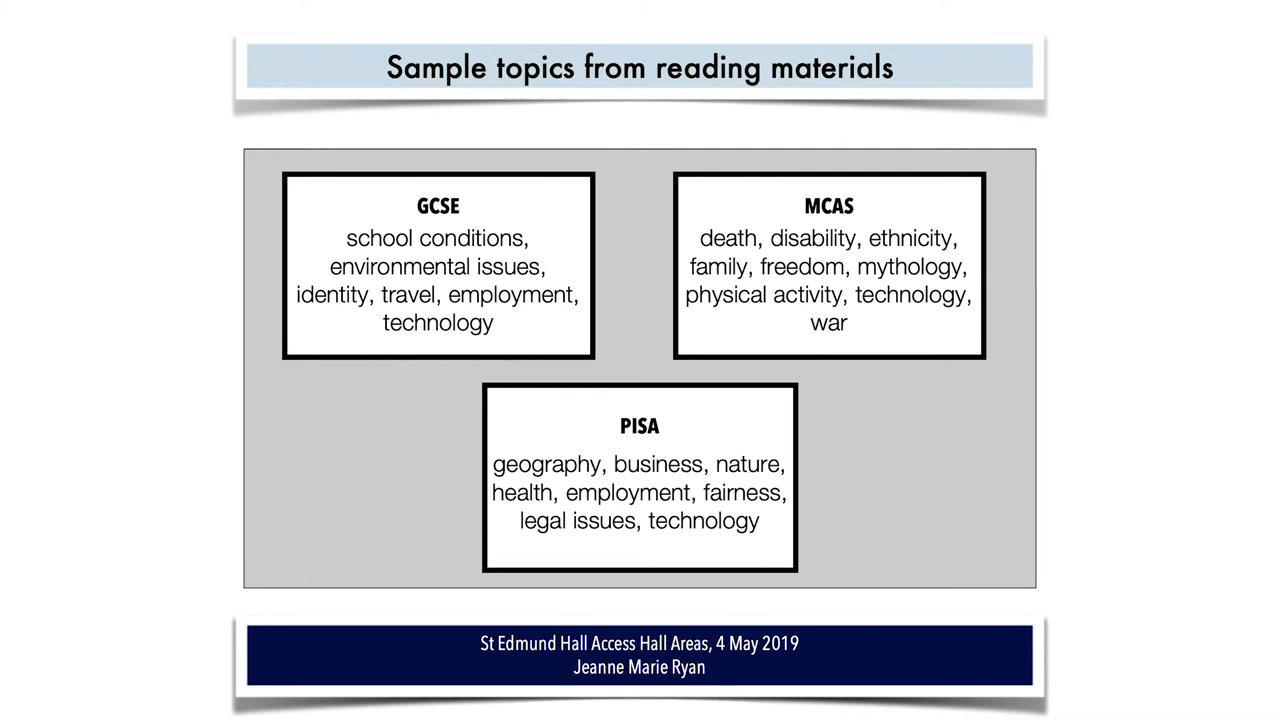 Sample topics from reading materials
GCSE
school conditions,
environmental issues,
identity, travel, employment,
technology
MCAS
death, disability, ethnicity,
family, freedom, mythology,
physical activity, technology,
war
PISA
geography, business, nature,
health, employment, fairness,
legal issues, technology
St Edmund Hall Access Hall Areas, 4 May 2019
Jeanne Marie Ryan